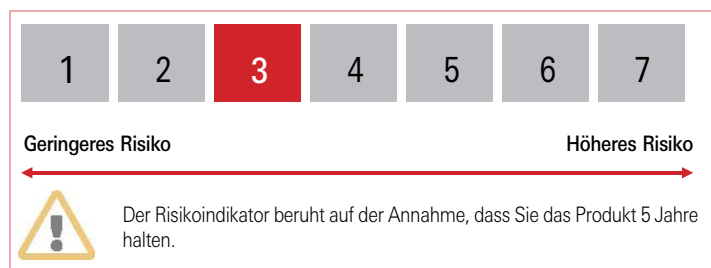 1 2 3 4 5 6 7
Geringeres Risiko Höheres Risiko
Der Risikoindikator beruht auf der Annahme, dass Sie das Produkt 5 Jahre
halten.